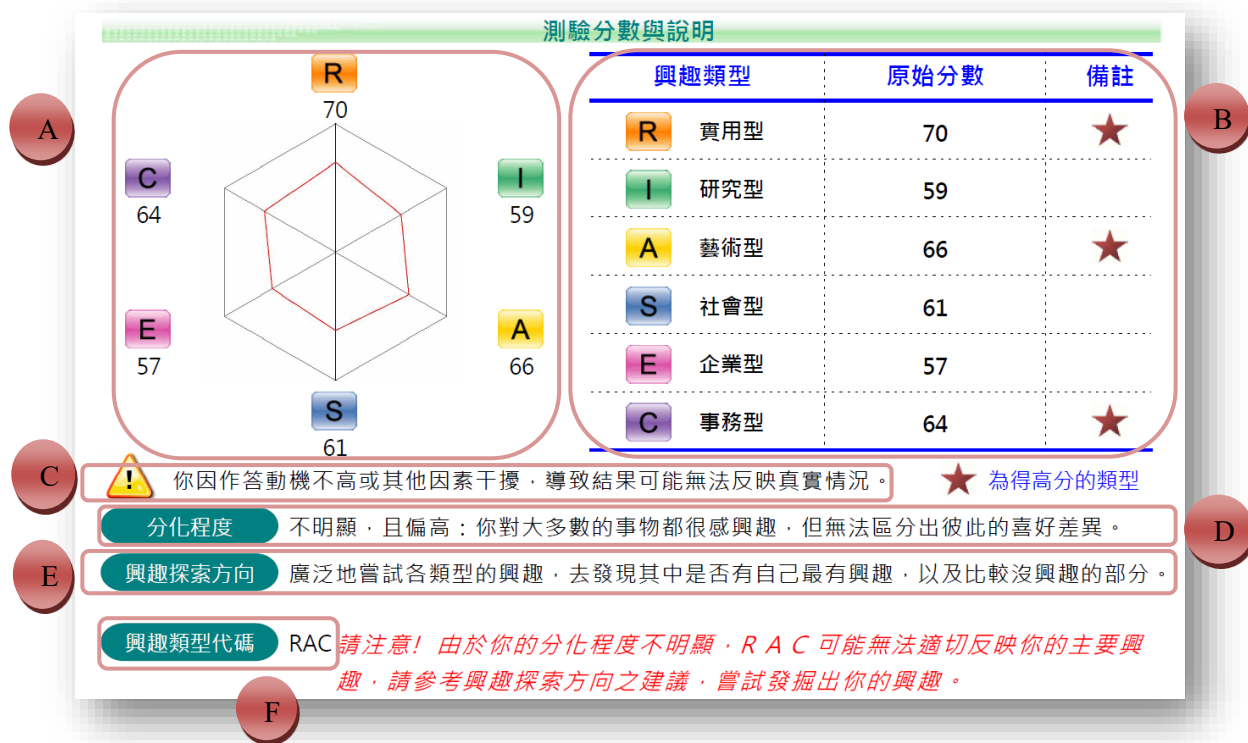 測驗分數與說明
A
R
70
C
64
I
59
E
57
A
66
S
61
B
興趣類型 原始分數 備註
R 實用型 70
I 研究型 59
A 藝術型 66
S 社會型 61
E 企業型 57
C 事務型 64
C
! 你因作答動機不高或其他因素干擾，導致結果可能無法反映真實情況。 為得高分的類型
分化程度 不明顯，且偏高：你對大多數的事物都很感興趣，但無法區分出彼此的喜好差異。
D
E
興趣探索方向 廣泛地嘗試各類型的興趣，去發現其中是否有自己最有興趣，以及比較沒興趣的部分。
興趣類型代碼 RAC 請注意！由於你的分化程度不明顯，RAC可能無法適切反映你的主要興
趣，請參考興趣探索方向之建議，嘗試發掘出你的興趣。
F